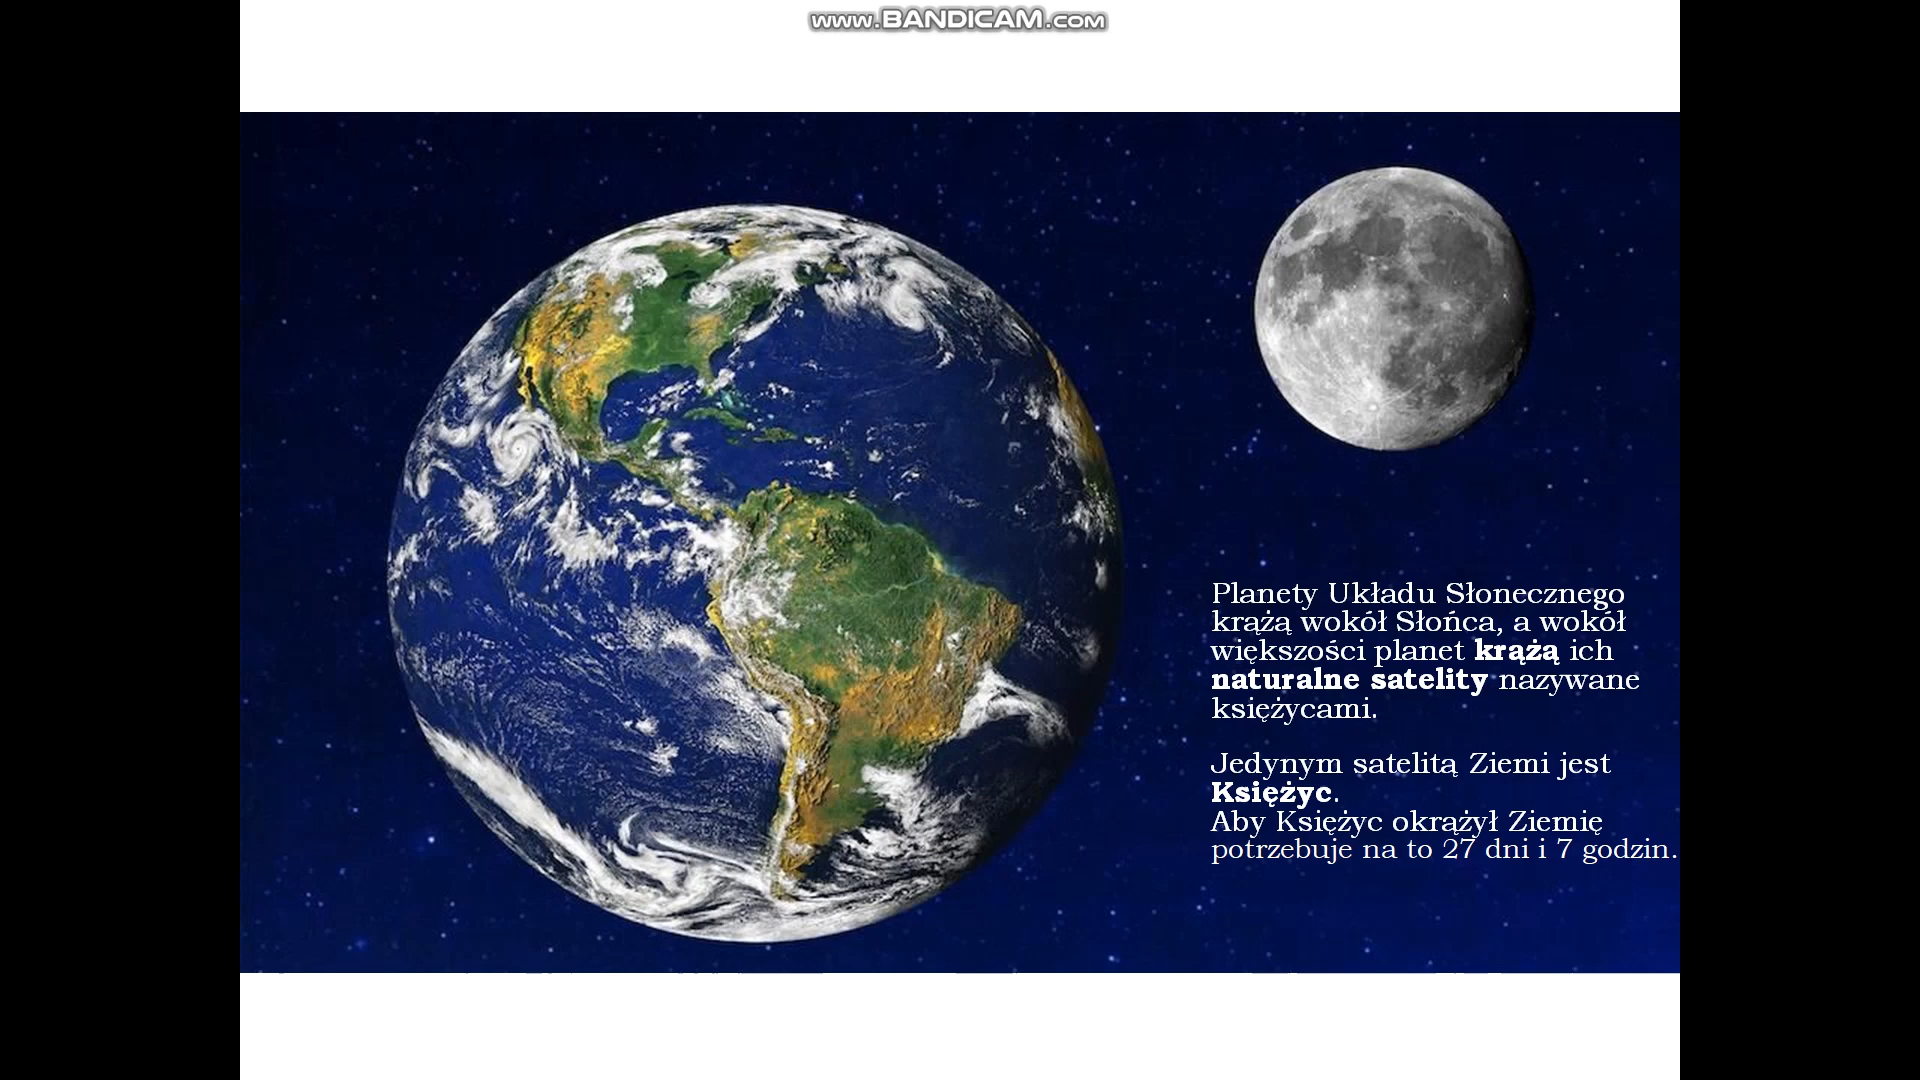 www.BANDICAM.com
Planety Układu Słonecznego
krążą wokół Słońca, a wokół
większości planet krążą ich
naturalne satelity nazywane
księżycami.
Jedynym satelitą Ziemi jest
Księżyc.
Aby Księżyc okrążył Ziemię
potrzebuje na to 27 dni i 7 godzin.